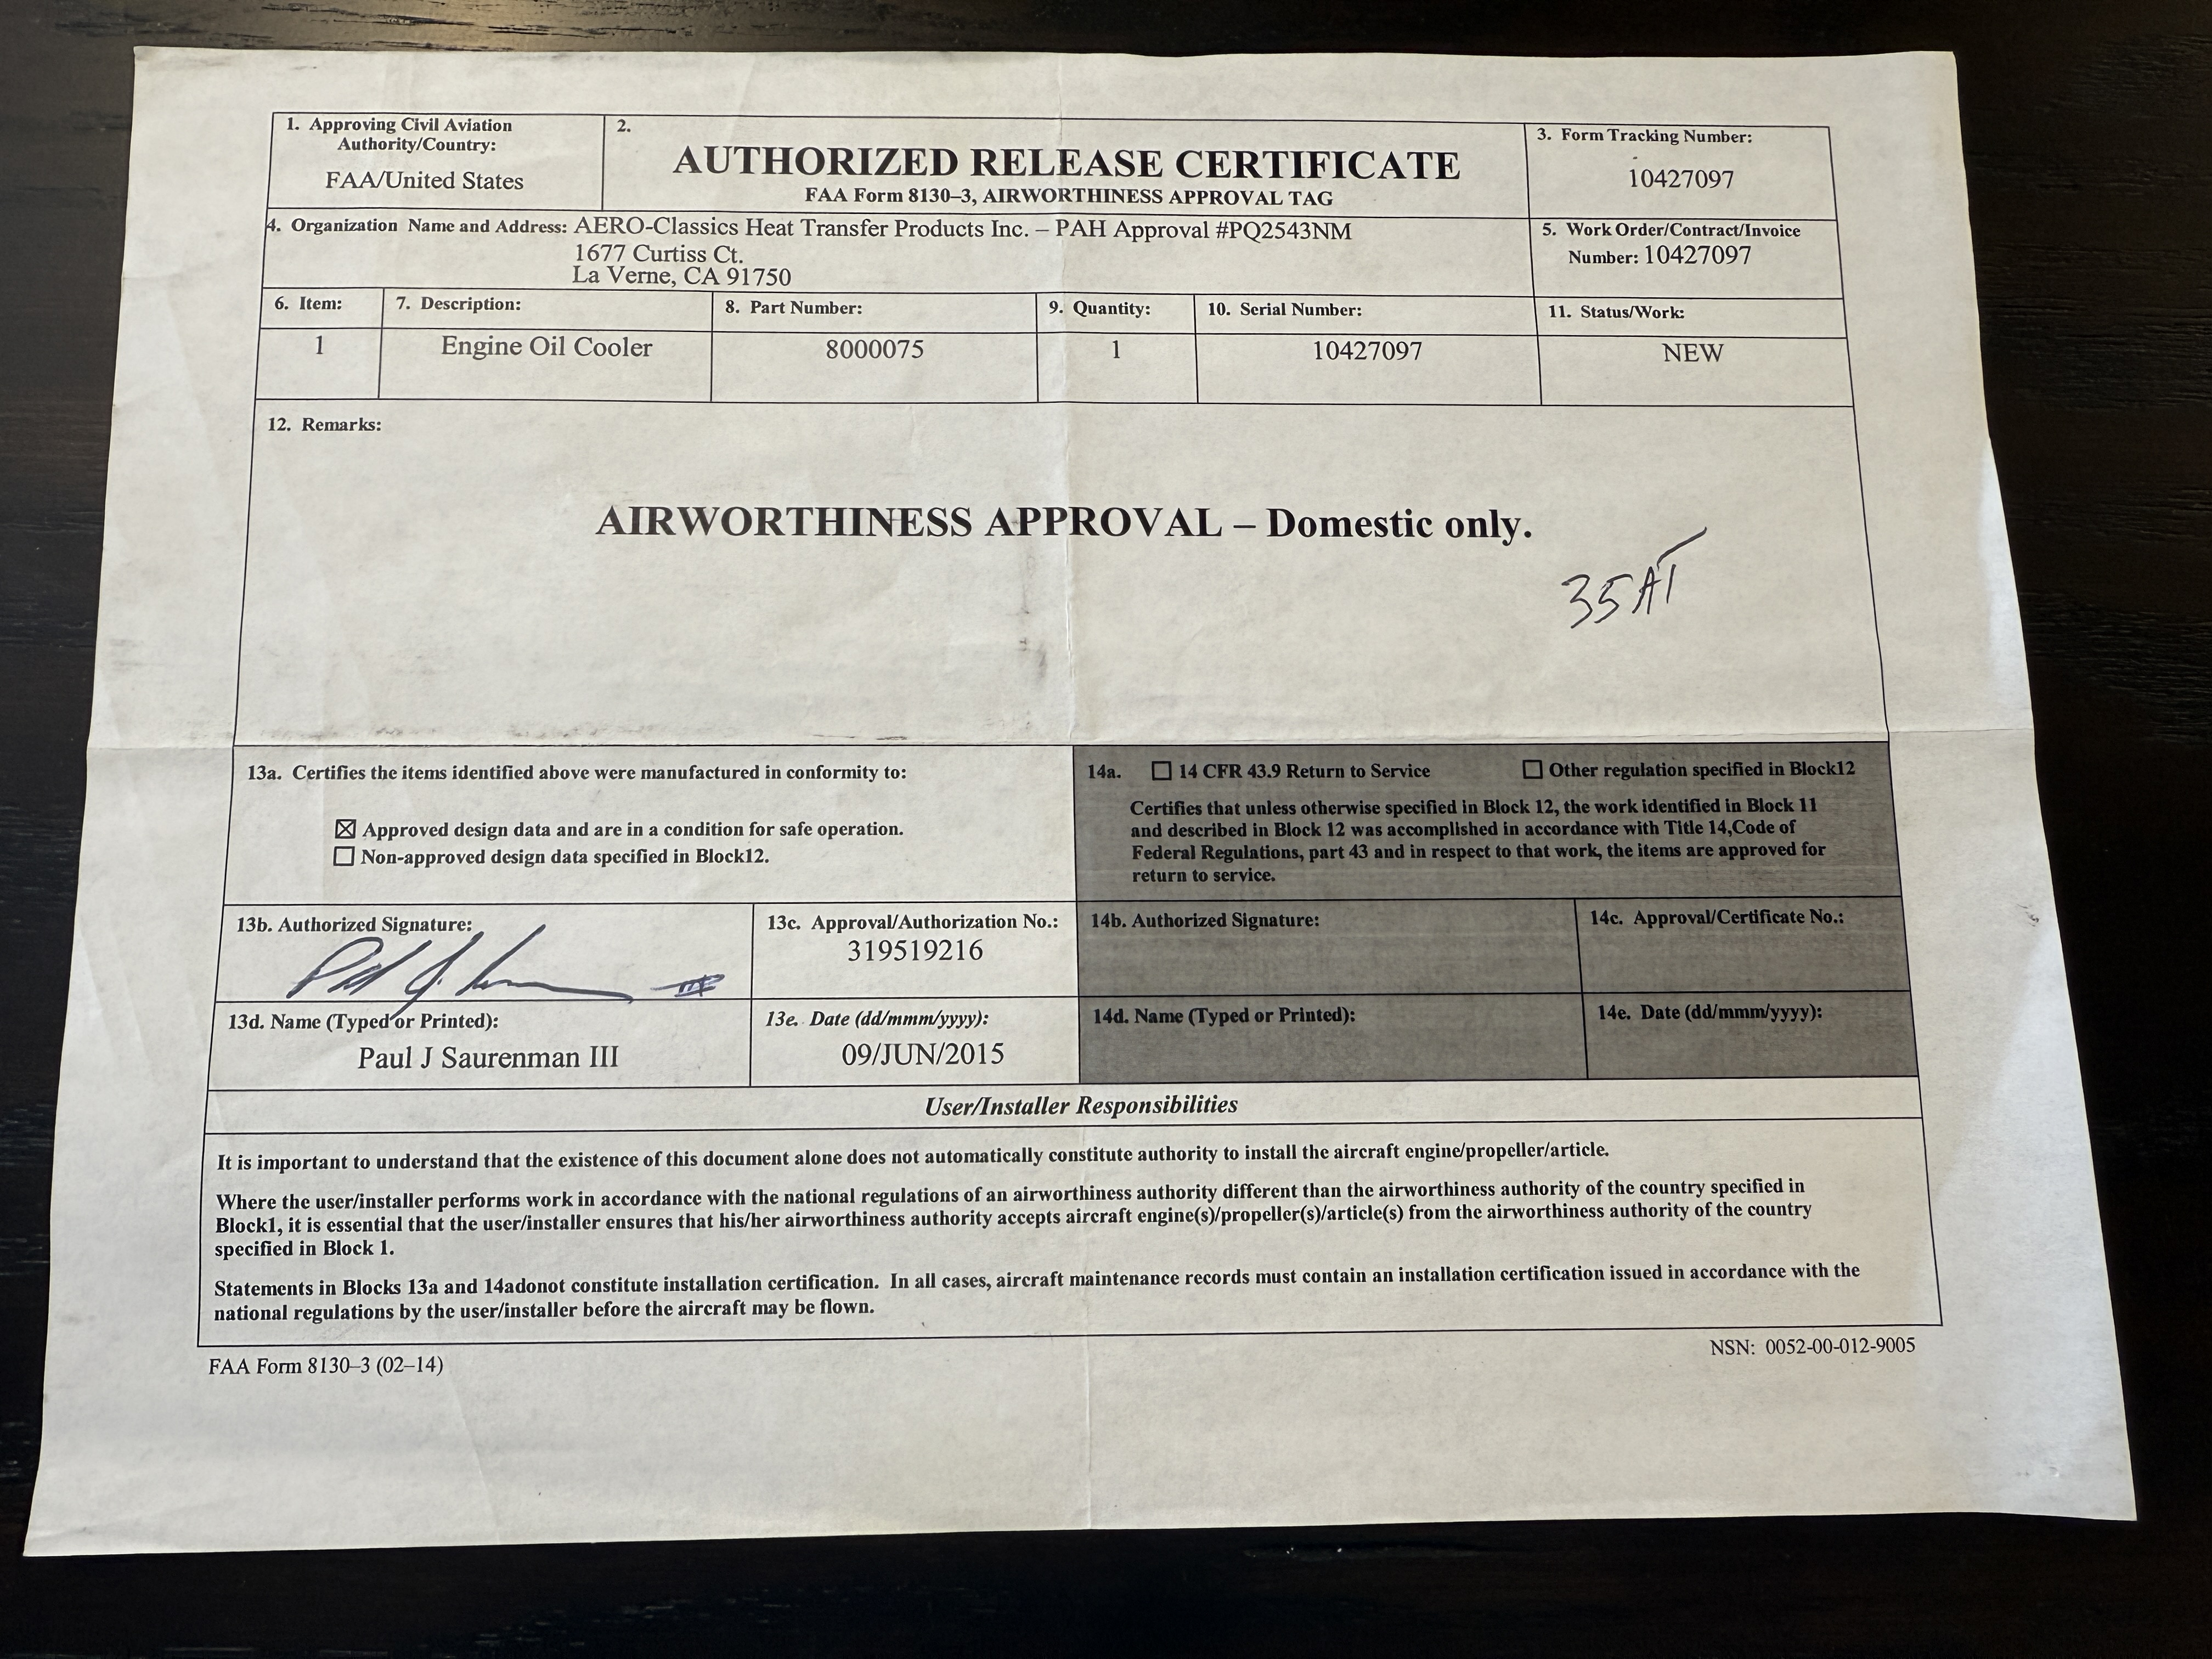 1. Approving Civil Aviation
Authority/Country:
FAA/United States
2.
AUTHORIZED RELEASE CERTIFICATE
FAA Form 8130–3, AIRWORTHINESS APPROVAL TAG
3. Form Tracking Number:
10427097
4. Organization Name and Address: AERO-Classics Heat Transfer Products Inc. – PAH Approval #PQ2543NM
1677 Curtiss Ct.
La Verne, CA 91750
5. Work Order/Contract/Invoice
Number: 10427097
6. Item: 7. Description: 8. Part Number: 9. Quantity: 10. Serial Number: 11. Status/Work:
1 Engine Oil Cooler 8000075 1 10427097 NEW
12. Remarks:
AIRWORTHINESS APPROVAL – Domestic only.
35AT
13a. Certifies the items identified above were manufactured in conformity to:
☒ Approved design data and are in a condition for safe operation.
☐ Non-approved design data specified in Block12.
14a. ☐ 14 CFR 43.9 Return to Service ☐ Other regulation specified in Block12
Certifies that unless otherwise specified in Block 12, the work identified in Block 11
and described in Block 12 was accomplished in accordance with Title 14,Code of
Federal Regulations, part 43 and in respect to that work, the items are approved for
return to service.
13b. Authorized Signature:
13c. Approval/Authorization No.:
319519216
14b. Authorized Signature:
14c. Approval/Certificate No.:
13d. Name (Typed or Printed):
Paul J Saurenman III
13e. Date (dd/mmm/yyyy):
09/JUN/2015
14d. Name (Typed or Printed):
14e. Date (dd/mmm/yyyy):
User/Installer Responsibilities
It is important to understand that the existence of this document alone does not automatically constitute authority to install the aircraft engine/propeller/article.
Where the user/installer performs work in accordance with the national regulations of an airworthiness authority different than the airworthiness authority of the country specified in
Block1, it is essential that the user/installer ensures that his/her airworthiness authority accepts aircraft engine(s)/propeller(s)/article(s) from the airworthiness authority of the country
specified in Block 1.
Statements in Blocks 13a and 14adonot constitute installation certification. In all cases, aircraft maintenance records must contain an installation certification issued in accordance with the
national regulations by the user/installer before the aircraft may be flown.
FAA Form 8130–3 (02–14)
NSN: 0052-00-012-9005